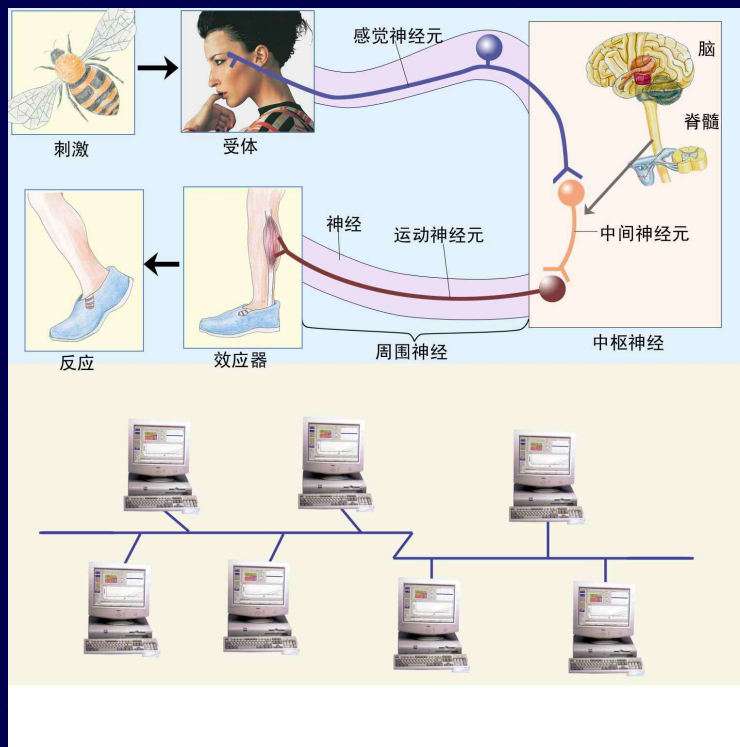 感觉神经元
脑
脊髓
刺激
受体
神经
运动神经元
中间神经元
周围神经
中枢神经
反应
效应器